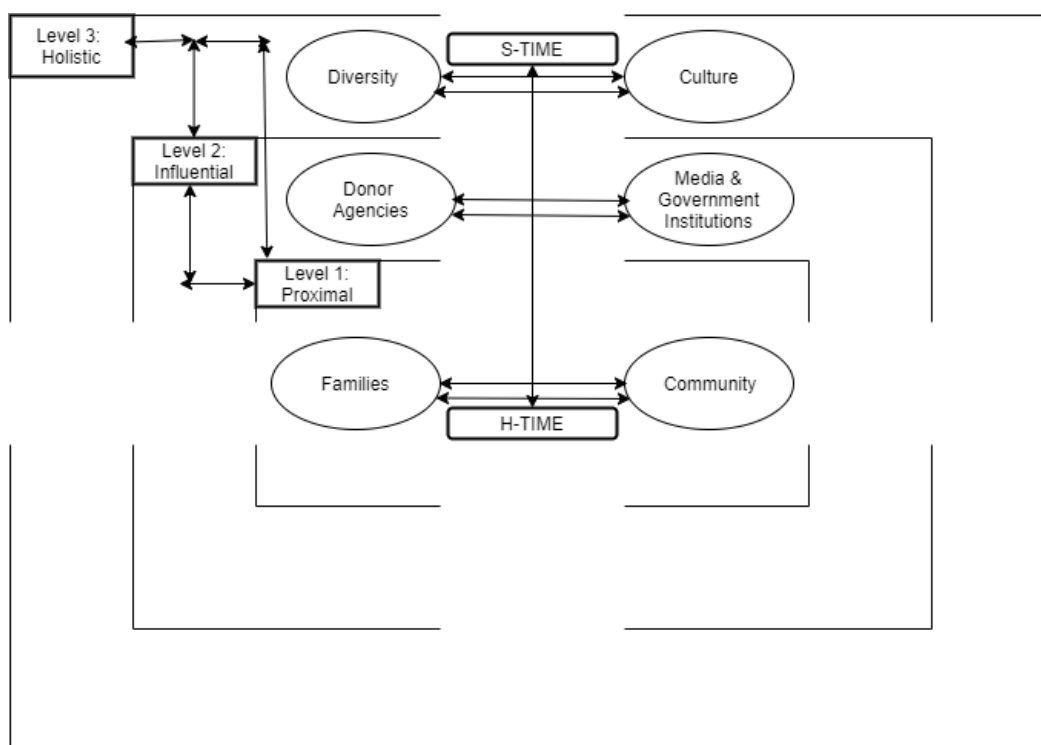 Level 3:
Holistic
S-TIME
Diversity
Culture
Level 2:
Influential
Donor
Agencies
Media &
Government
Institutions
Level 1:
Proximal
Families
Community
H-TIME